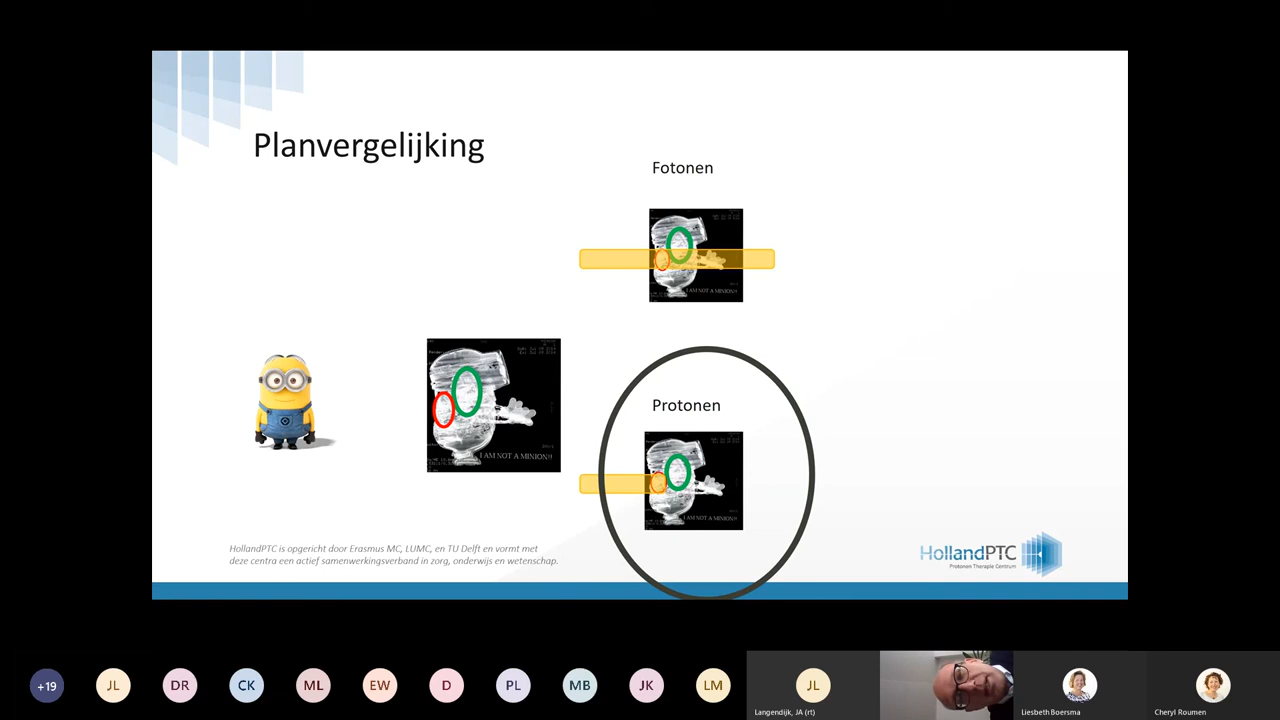 Planvergelijking
Fotonen
I AM NOT A MINION!!
Protonen
I AM NOT A MINION!!
I AM NOT A MINION!!
HollandPTC is opgericht door Erasmus MC, LUMC, en TU Delft en vormt met
deze centra een actief samenwerkingsverband in zorg, onderwijs en wetenschap.
HollandPTC
Protonen Therapie Centrum
+19
JL
DR
CK
ML
EW
D
PL
MB
JK
LM
JL
Langendijk, JA (rt)
Liesbeth Boersma
Cheryl Roumen